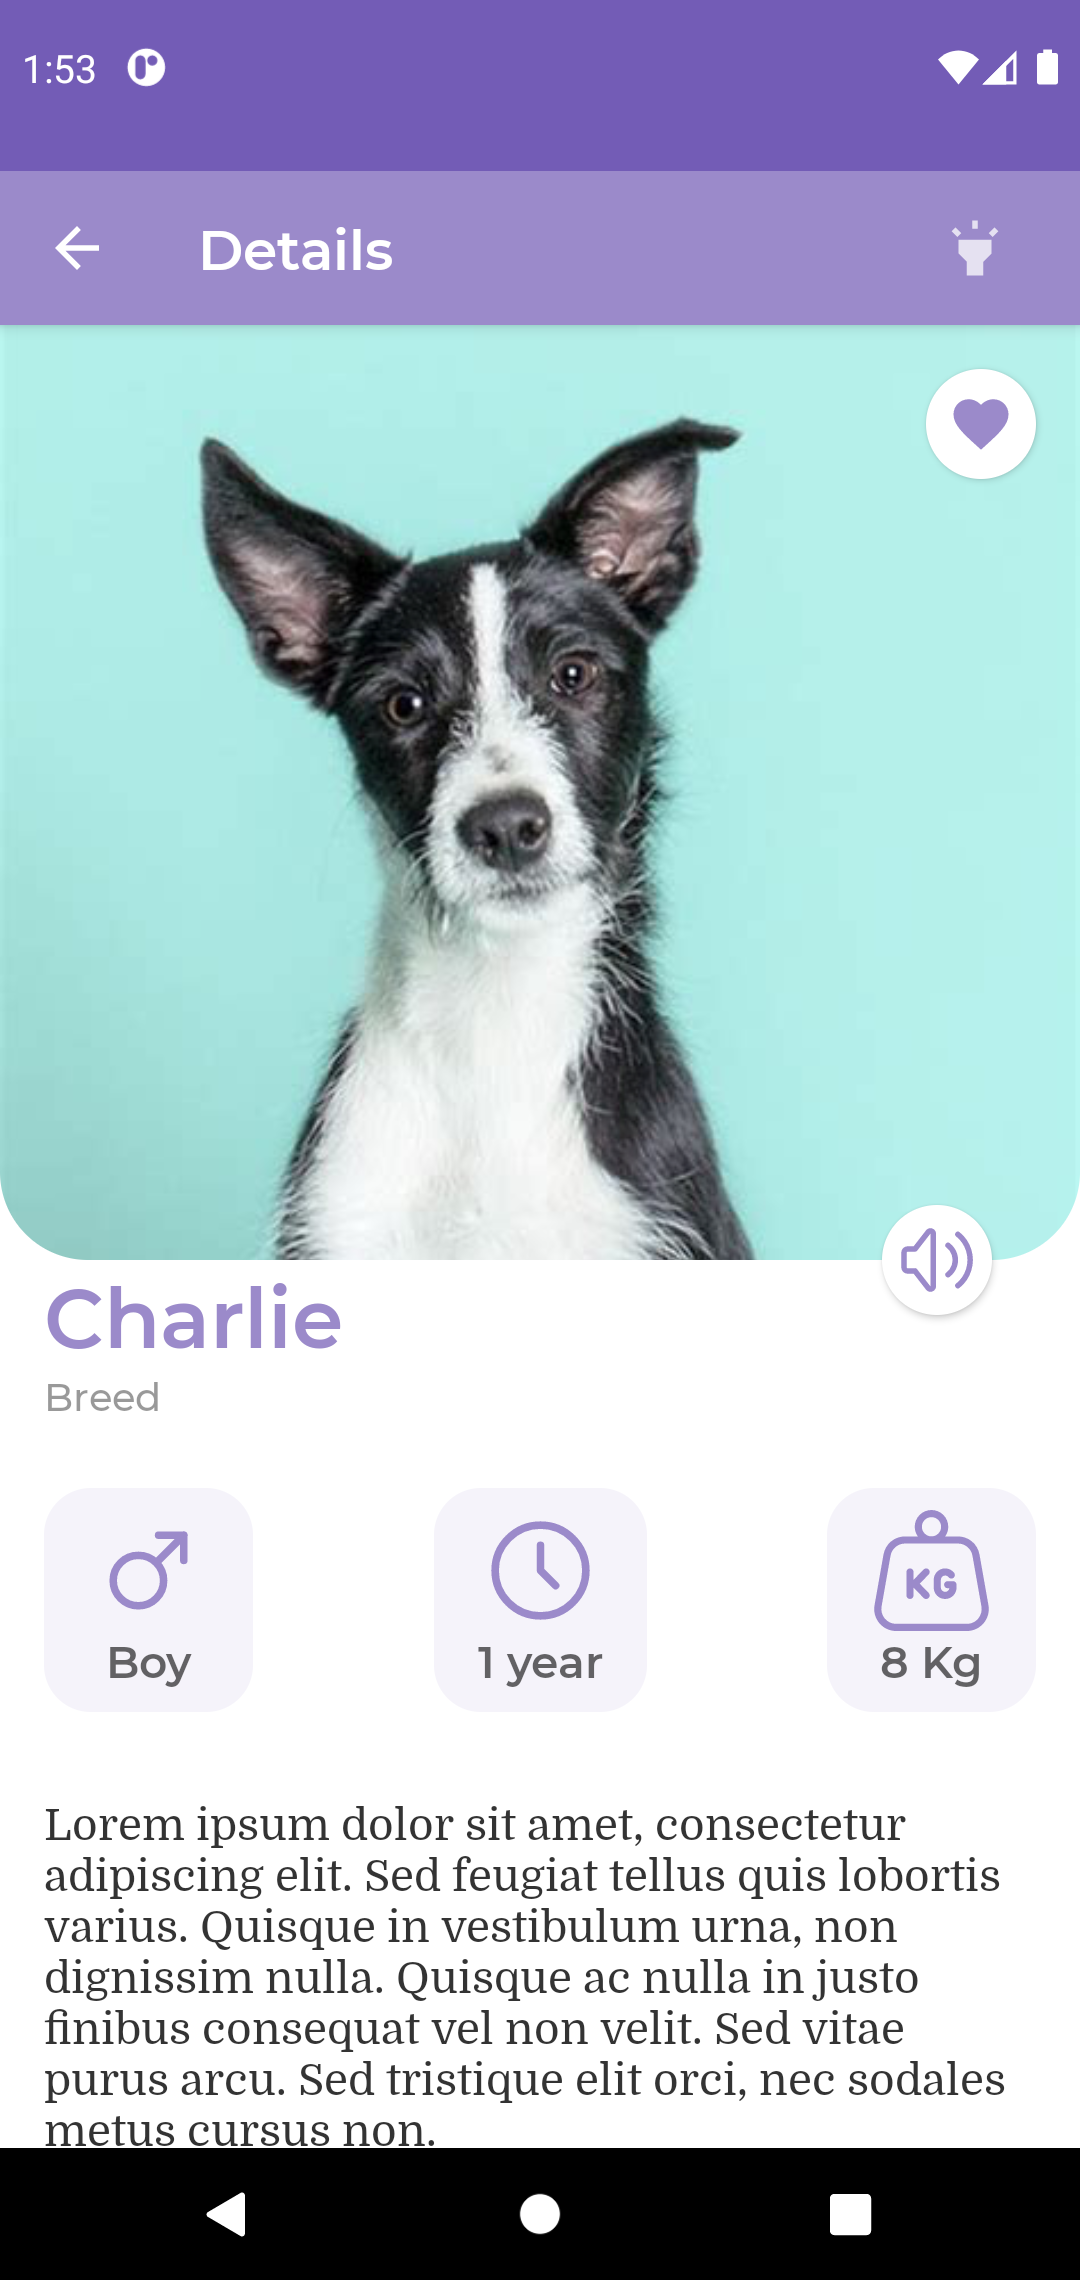 1:53
Details
Charlie
Breed
KG
Boy
1 year
8 Kg
Lorem ipsum dolor sit amet, consectetur
adipiscing elit. Sed feugiat tellus quis lobortis
varius. Quisque in vestibulum urna, non
dignissim nulla. Quisque ac nulla in justo
finibus consequat vel non velit. Sed vitae
purus arcu. Sed tristique elit orci, nec sodales
metus cursus non.